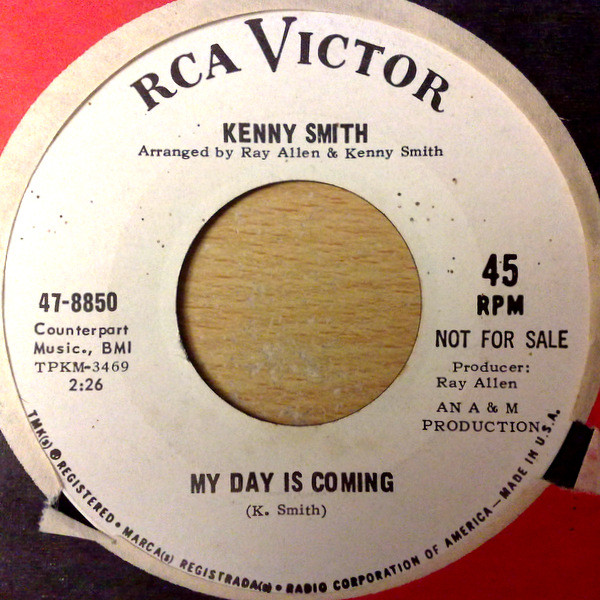 RCA VICTOR
KENNY SMITH
Arranged by Ray Allen & Kenny Smith
47-8850
Counterpart
Music., BMI
TPKM-3469
2:26
45
RPM
NOT FOR SALE
Producer:
Ray Allen
AN A & M
PRODUCTION
MY DAY IS COMING
(K. Smith)
TMK(s) ® REGISTERED • MARCA(s) REGISTRADA(s) • RADIO CORPORATION OF AMERICA—MADE IN U.S.A.